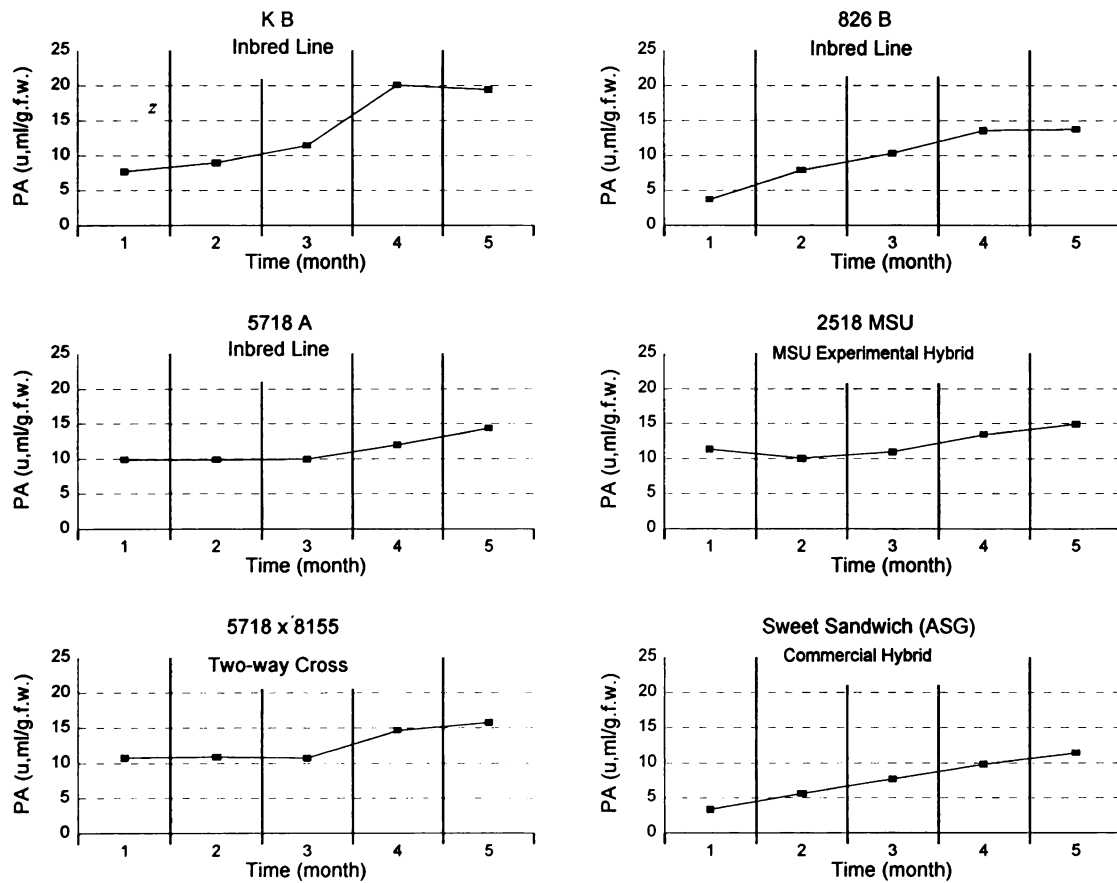 K B
Inbred Line
PA (u,ml/g.f.w.)
25
20
15
10
5
0
z
1 2 3 4 5
Time (month)
826 B
Inbred Line
PA (u,ml/g.f.w.)
25
20
15
10
5
0
1 2 3 4 5
Time (month)
5718 A
Inbred Line
PA (u,ml/g.f.w.)
25
20
15
10
5
0
1 2 3 4 5
Time (month)
2518 MSU
MSU Experimental Hybrid
PA (u,ml/g.f.w.)
25
20
15
10
5
0
1 2 3 4 5
Time (month)
5718 x 8155
Two-way Cross
PA (u,ml/g.f.w.)
25
20
15
10
5
0
1 2 3 4 5
Time (month)
Sweet Sandwich (ASG)
Commercial Hybrid
PA (u,ml/g.f.w.)
25
20
15
10
5
0
1 2 3 4 5
Time (month)